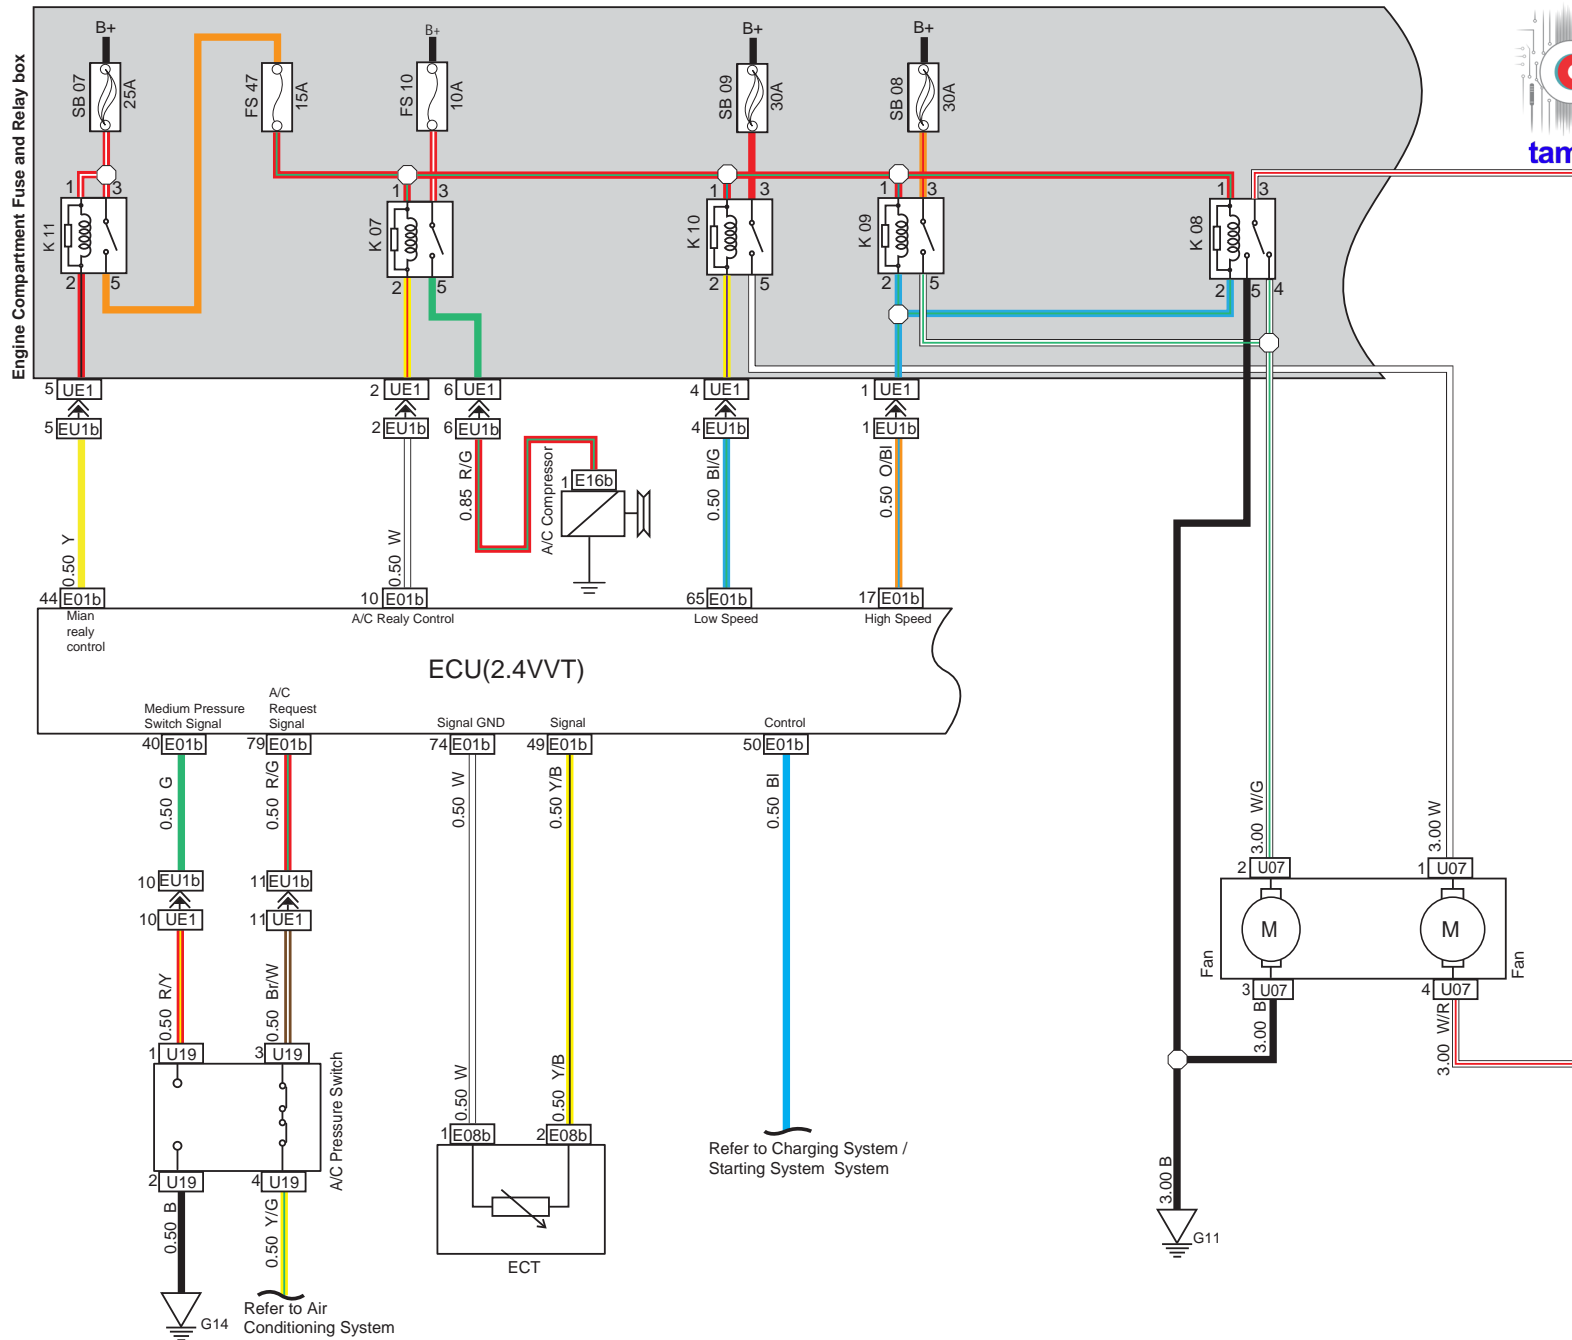 Engine Compartment Fuse and Relay box
B+
B+
B+
B+
SB 07
25A
FS 47
15A
FS 10
10A
SB 09
30A
SB 08
30A
tam
1
3
1
3
1
3
1
3
1
3
K 11
K 07
K 10
K 09
K 08
2
5
2
5
2
5
2
5
2
5
4
5 UE1
2 UE1
6 UE1
4 UE1
1 UE1
5 EU1b
2 EU1b
6 EU1b
4 EU1b
1 EU1b
0.50 Y
0.50 W
0.85 R/G
A/C Compressor
1 E16b
0.50 Bl/G
0.50 O/Bl
44 E01b
10 E01b
65 E01b
17 E01b
Mian
realy
control
A/C Realy Control
Low Speed
High Speed
ECU(2.4VVT)
Medium Pressure
Switch Signal
A/C
Request
Signal
Signal GND
Signal
Control
40 E01b
79 E01b
74 E01b
49 E01b
50 E01b
0.50 G
0.50 R/G
0.50 W
0.50 Y/B
0.50 Bl
3.00 W/G
3.00 W
10 EU1b
11 EU1b
10 UE1
11 UE1
2 U07
1 U07
M
M
Fan
Fan
3 U07
4 U07
0.50 R/Y
0.50 Br/W
3.00 B
3.00 W/R
1 U19
3 U19
A/C Pressure Switch
2 U19
4 U19
0.50 W
0.50 Y/B
1 E08b
2 E08b
ECT
Refer to Charging System /
Starting System System
0.50 B
0.50 Y/G
3.00 B
G11
G14
Refer to Air
Conditioning System